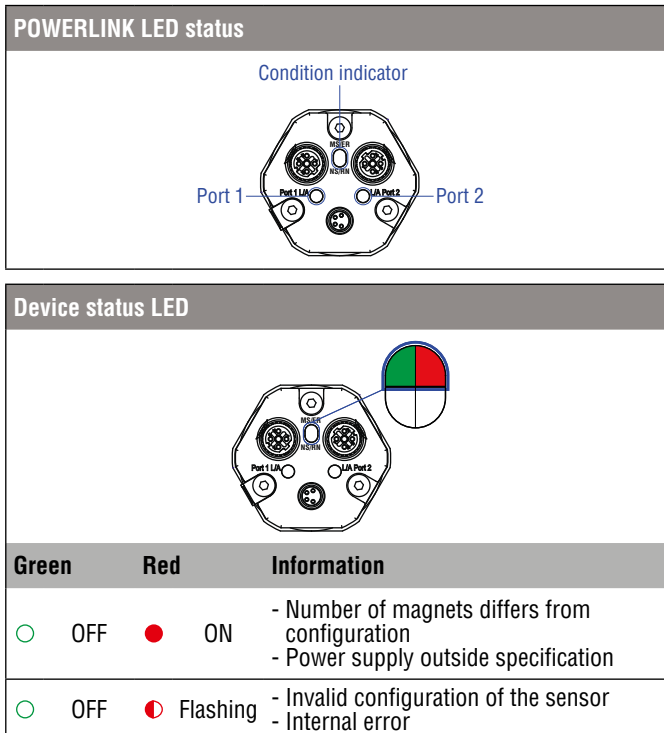 POWERLINK LED status
Condition indicator
MS/ER
NS/RN
Port 1 L/A
L/A Port 2
Port 1
Port 2
Device status LED
MS/ER
NS/RN
Port 1 L/A
L/A Port 2
Green Red Information
OFF ON - Number of magnets differs from
configuration
- Power supply outside specification
OFF Flashing - Invalid configuration of the sensor
- Internal error